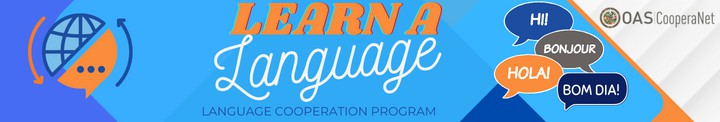 LEARN A
Language
LANGUAGE COOPERATION PROGRAM
HI!
BONJOUR
HOLA!
BOM DIA!
OAS CooperaNet